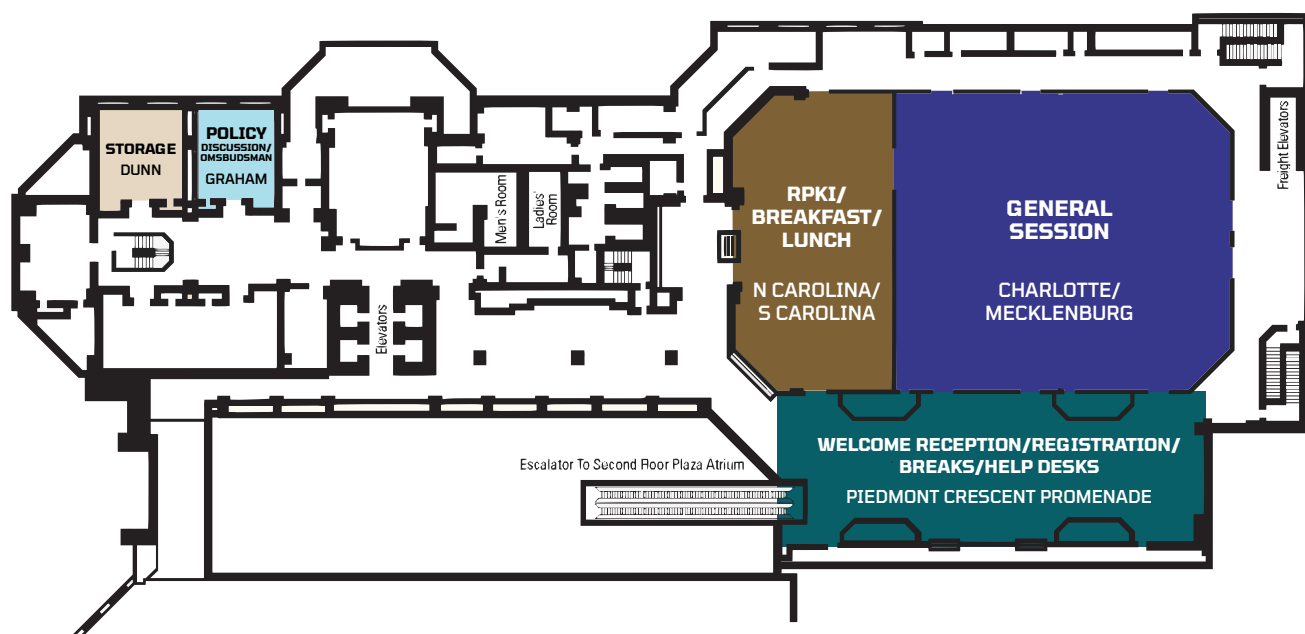 STORAGE
DUNN
POLICY
DISCUSSION/
OMSBUDSMAN
GRAHAM
Men's Room
Ladies'
Room
Elevators
RPKI/
BREAKFAST/
LUNCH
N CAROLINA/
S CAROLINA
GENERAL
SESSION
CHARLOTTE/
MECKLENBURG
Freight Elevators
WELCOME RECEPTION/REGISTRATION/
BREAKS/HELP DESKS
PIEDMONT CRESCENT PROMENADE
Escalator To Second Floor Plaza Atrium